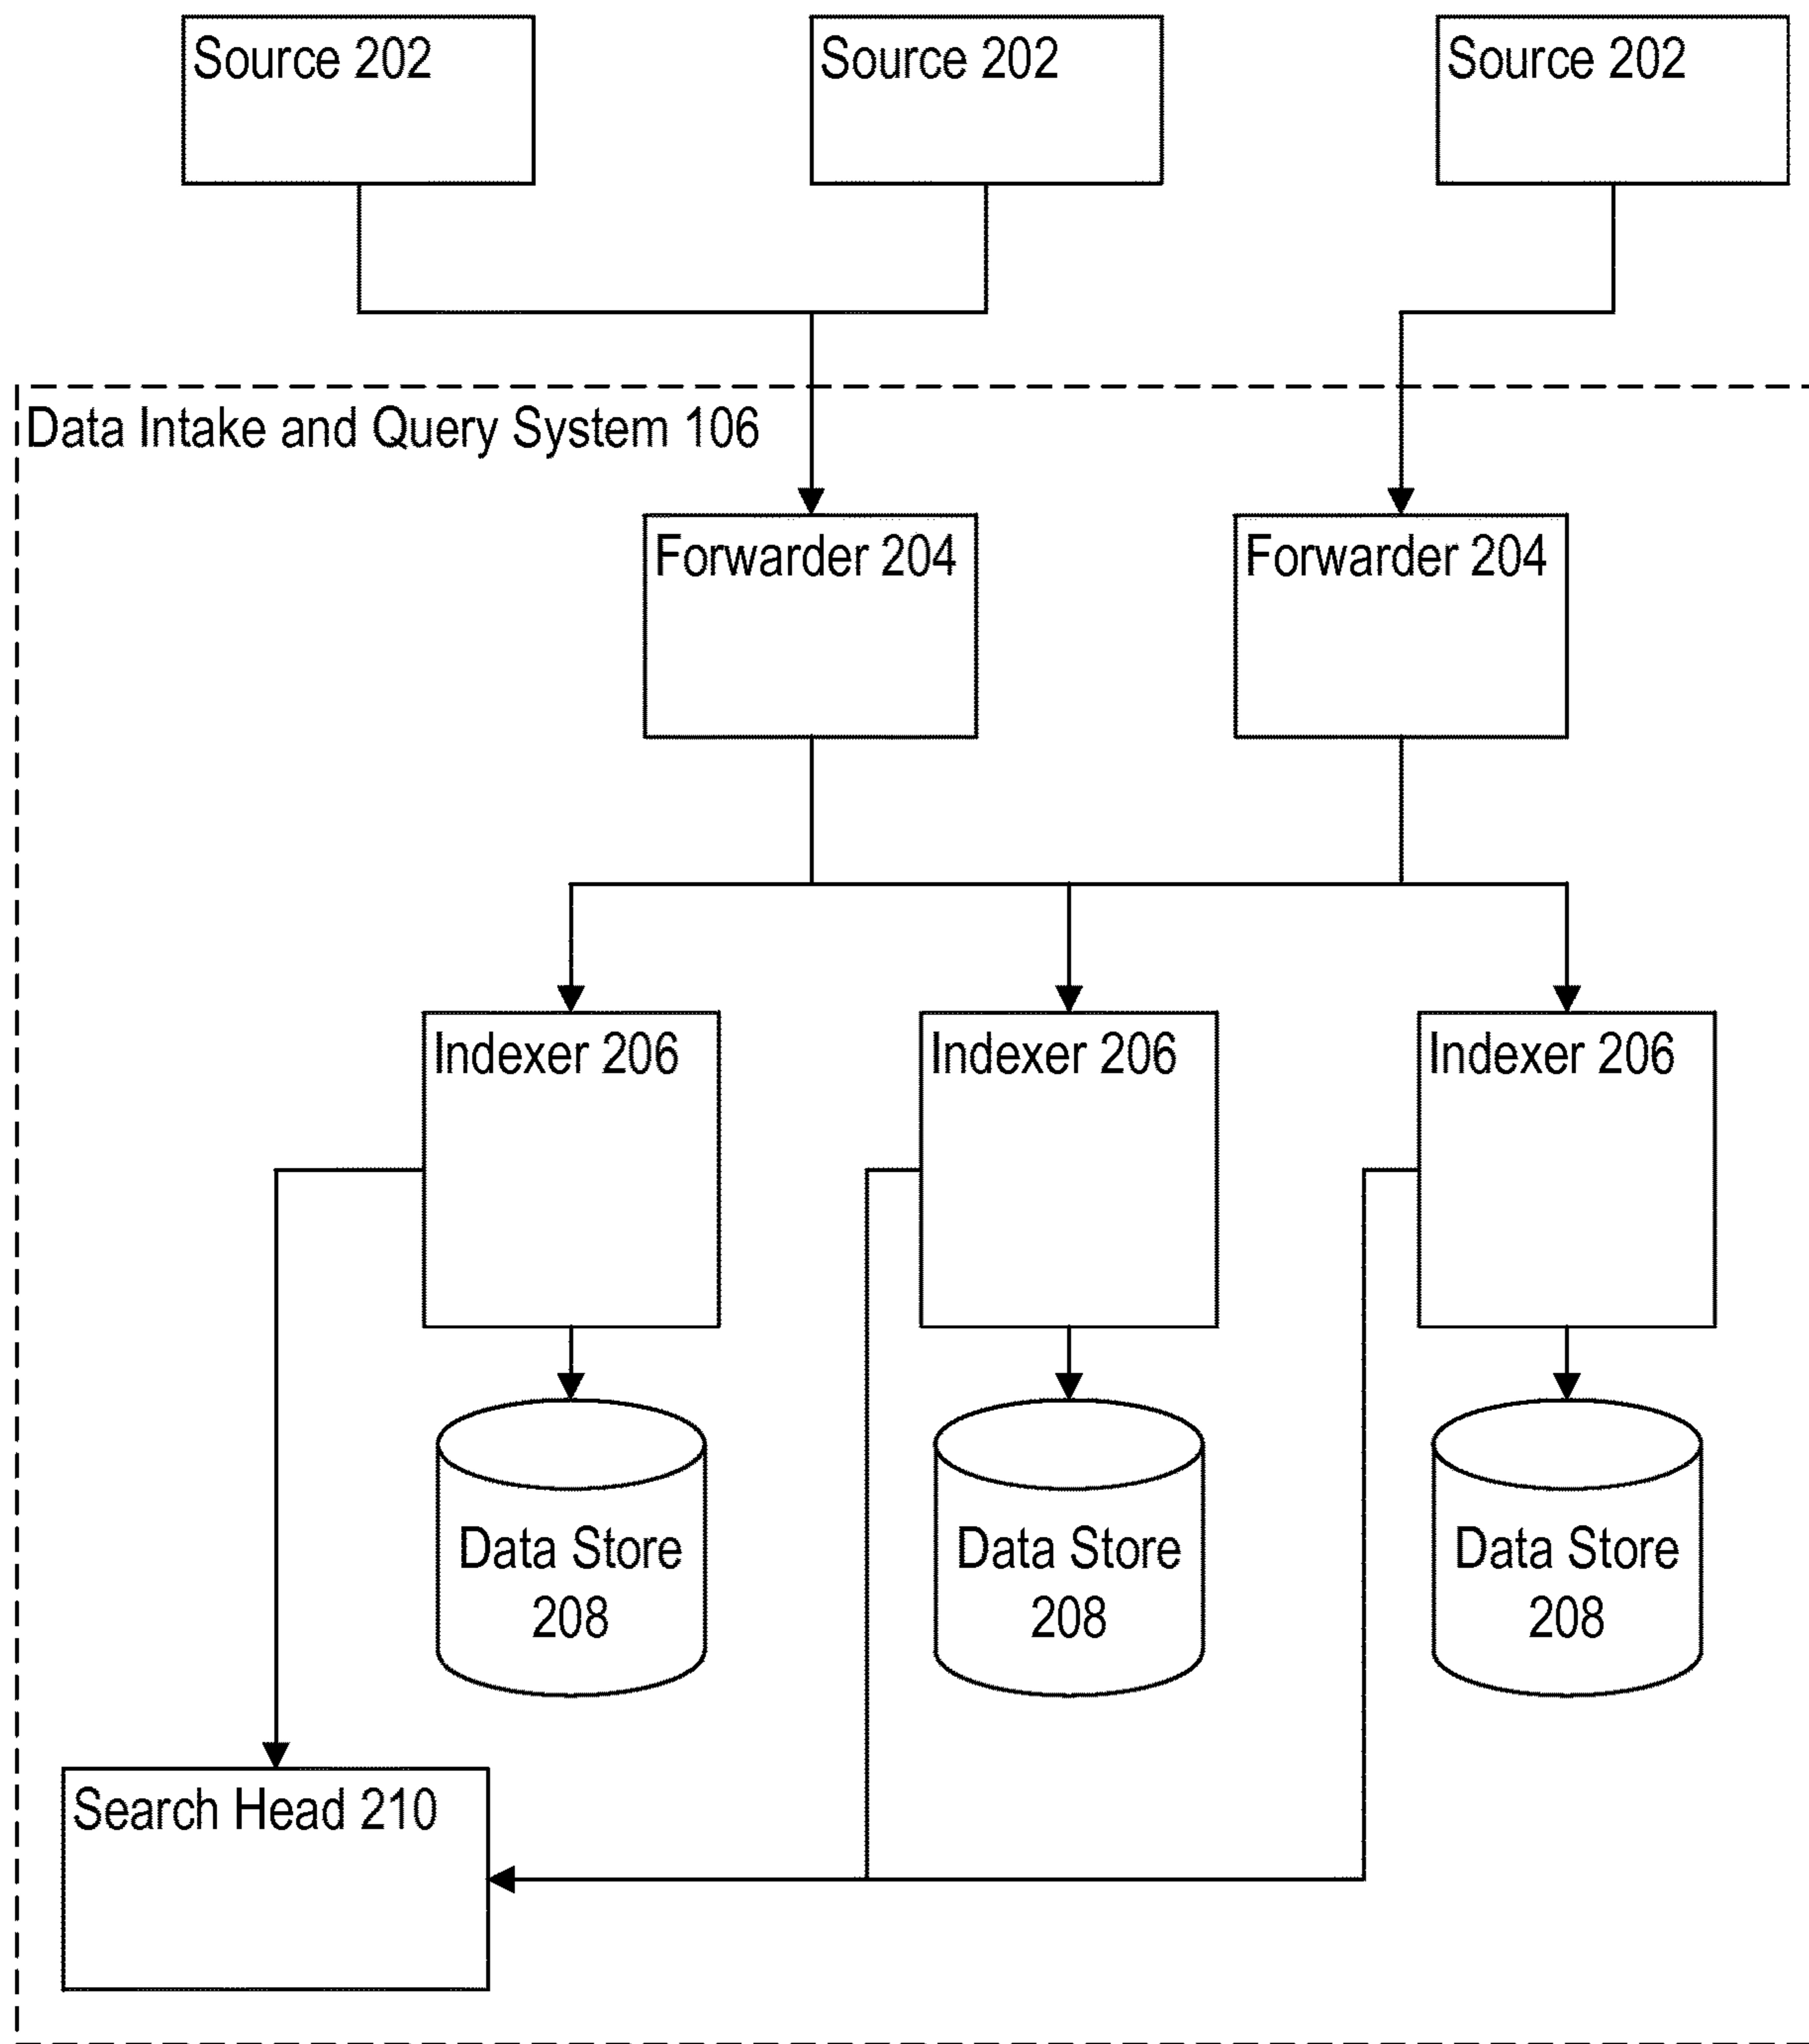 Source 202
Source 202
Source 202
Data Intake and Query System 106
Forwarder 204
Forwarder 204
Indexer 206
Indexer 206
Indexer 206
Data Store
208
Data Store
208
Data Store
208
Search Head 210